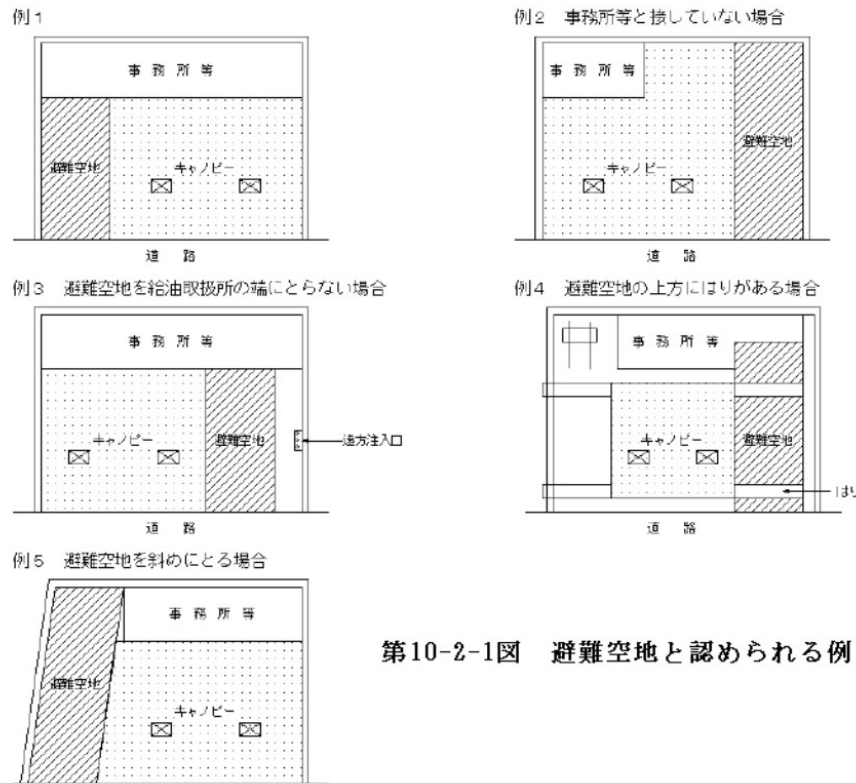 例1
事務所等
避難空地
キャノピー
道路
例2 事務所等と接していない場合
事務所等
キャノピー
避難空地
道路
例3 避難空地を給油取扱所の端にとらない場合
事務所等
キャノピー
避難空地
遠方注入口
道路
例4 避難空地の上方にはりがある場合
事務所等
キャノピー
避難空地
はり
道路
例5 避難空地を斜めにとる場合
事務所等
避難空地
キャノピー
第10-2-1図 避難空地と認められる例